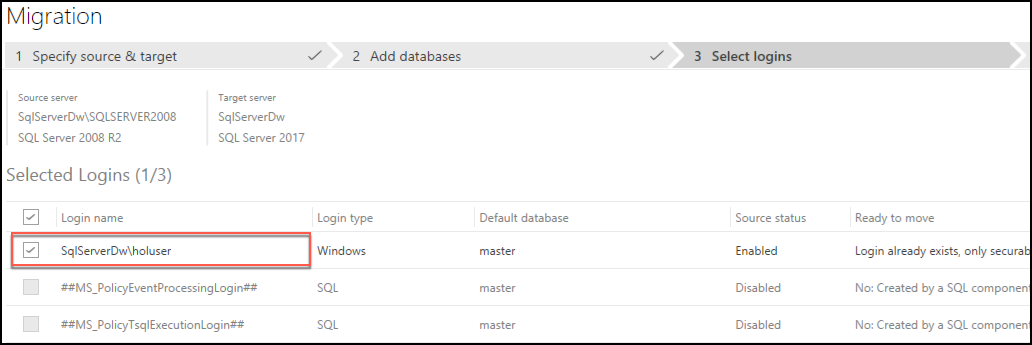 Migration
1 Specify source & target 2 Add databases 3 Select logins
Source server Target server
SqlServerDw\SQLSERVER2008 SqlServerDw
SQL Server 2008 R2 SQL Server 2017
Selected Logins (1/3)
Login name Login type Default database Source status Ready to move
SqlServerDw\holuser Windows master Enabled Login already exists, only securab
##MS_PolicyEventProcessingLogin## SQL master Disabled No: Created by a SQL component
##MS_PolicyTsqlExecutionLogin## SQL master Disabled No: Created by a SQL component